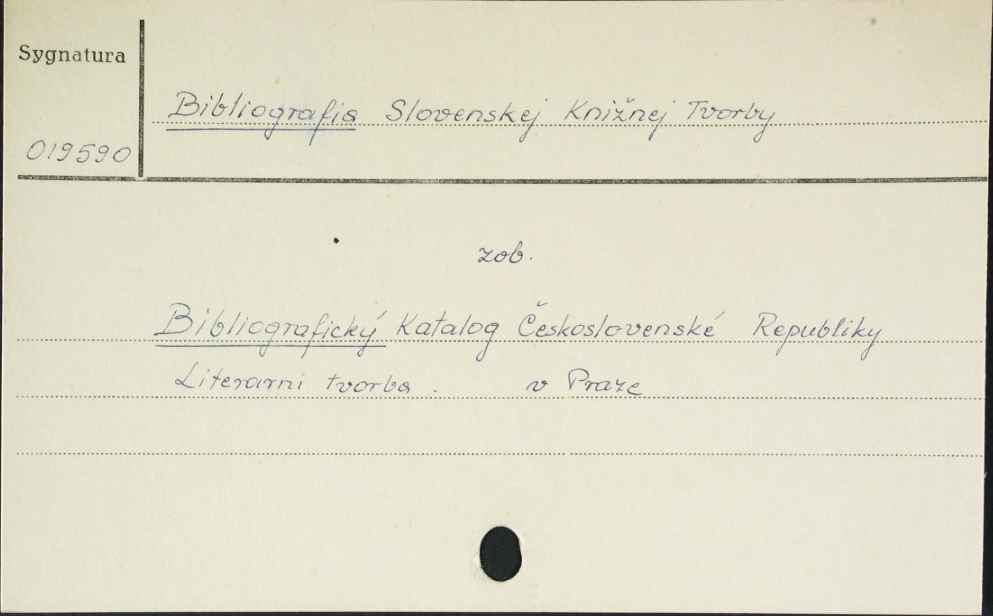 Sygnatura
Bibliografia Slovenskej Knižnej Tvorby
019590
zob.
Bibliografický Katalog Československé Republiky
Literarni tvorba. v Praze